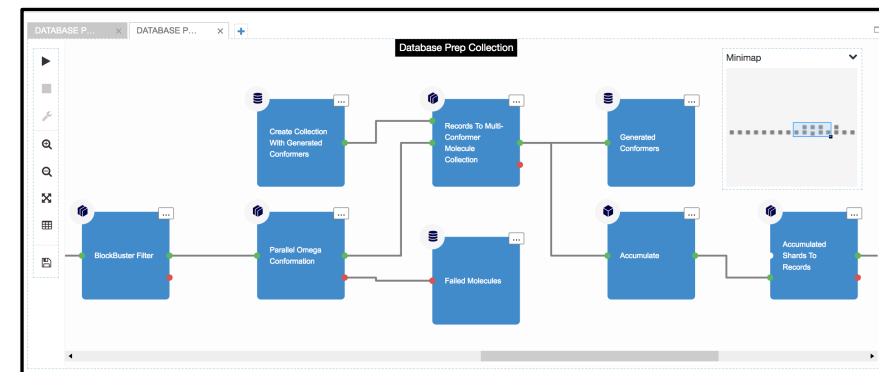 DATABASE P...
DATABASE P...
Database Prep Collection
Minimap
Create Collection
With Generated
Conformers
Records To Multi-
Conformer
Molecule
Collection
Generated
Conformers
BlockBuster Filter
Parallel Omega
Conformation
Failed Molecules
Accumulate
Accumulated
Shards To
Records